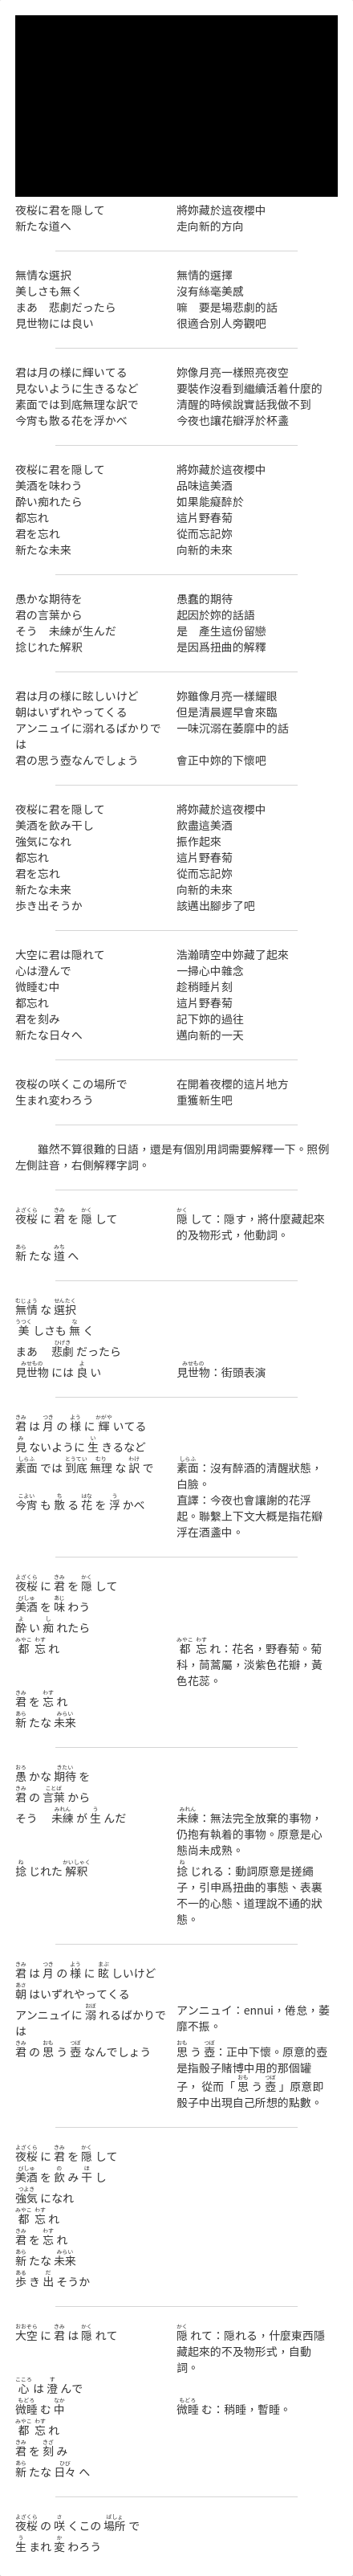 夜桜に君を隠して
將妳藏於這夜櫻中
新たな道へ
走向新的方向
無情な選択
無情的選擇
美しさも無く
沒有絲毫美感
まあ　悲劇だったら
嘛　要是場悲劇的話
見世物には良い
很適合別人旁觀吧
君は月の様に輝いてる
妳像月亮一樣照亮夜空
見ないように生きるなど
要裝作沒看到繼續活着什麼的
素面では到底無理な訳で
清醒的時候說實話我做不到
今宵も散る花を浮かべ
今夜也讓花瓣浮於杯盞
夜桜に君を隠して
將妳藏於這夜櫻中
美酒を味わう
品味這美酒
酔い痴れたら
如果能癡醉於
都忘れ
這片野春菊
君を忘れ
從而忘記妳
新たな未来
向新的未來
愚かな期待を
愚蠢的期待
君の言葉から
起因於妳的話語
そう　未練が生んだ
是　產生這份留戀
捻じれた解釈
是因爲扭曲的解釋
君は月の様に眩しいけど
妳雖像月亮一樣耀眼
朝はいずれやってくる
但是清晨遲早會來臨
アンニュイに溺れるばかりで
は
一味沉溺在萎靡中的話
君の思う壺なんでしょう
會正中妳的下懷吧
夜桜に君を隠して
將妳藏於這夜櫻中
美酒を飲み干し
飲盡這美酒
強気になれ
振作起來
都忘れ
這片野春菊
君を忘れ
從而忘記妳
新たな未来
向新的未來
歩き出そうか
該邁出腳步了吧
大空に君は隠れて
浩瀚晴空中妳藏了起來
心は澄んで
一掃心中雜念
微睡む中
趁稍睡片刻
都忘れ
這片野春菊
君を刻み
記下妳的過往
新たな日々へ
邁向新的一天
夜桜の咲くこの場所で
在開着夜櫻的這片地方
生まれ変わろう
重獲新生吧
雖然不算很難的日語，還是有個別用詞需要解釋一下。照例
左側註音，右側解釋字詞。
よざくら きみ かく
夜桜 に 君 を 隠 して
かく
隠 して：隠す，將什麼藏起來
的及物形式，他動詞。
あら みち
新 たな 道 へ
むじょう せんたく
無情 な 選択
うつく な
美 しさも 無 く
ひげき
まあ　悲劇 だったら
みせもの よ
見世物 には 良 い
みせもの
見世物：街頭表演
きみ つき よう かがや
君 は 月 の 様 に 輝 いてる
み い
見 ないように 生 きるなど
しらふ とうてい むり わけ
素面 では 到底 無理 な 訳 で
しらふ
素面：沒有醉酒的清醒狀態，
白臉。
こよい ち はな う
今宵 も 散 る 花 を 浮 かべ
直譯：今夜也會讓謝的花浮
起。聯繫上下文大概是指花瓣
浮在酒盞中。
よざくら きみ かく
夜桜 に 君 を 隠 して
びしゅ あじ
美酒 を 味 わう
よ し
酔 い 痴 れたら
みやこ わす
都 忘 れ
みやこ わす
都 忘 れ：花名，野春菊。菊
科，茼蒿屬，淡紫色花瓣，黃
色花蕊。
きみ わす
君 を 忘 れ
あら みらい
新 たな 未来
おろ きたい
愚 かな 期待 を
きみ ことば
君 の 言葉 から
みれん う
そう　未練 が 生 んだ
みれん
未練：無法完全放棄的事物，
仍抱有執着的事物。原意是心
態尚未成熟。
ね かいしゃく
捻 じれた 解釈
ね
捻 じれる：動詞原意是搓繩
子，引申爲扭曲的事態、表裏
不一的心態、道理說不通的狀
態。
きみ つき よう まぶ
君 は 月 の 様 に 眩 しいけど
あさ
朝 はいずれやってくる
おぼ
アンニュイに 溺 れるばかりで
は
アンニュイ：ennui，倦怠，萎
靡不振。
きみ おも つぼ
君 の 思 う 壺 なんでしょう
おも つぼ
思 う 壺：正中下懷。原意的壺
是指骰子賭博中用的那個罐
おも つぼ
子， 從而「 思 う 壺 」原意即
骰子中出現自己所想的點數。
よざくら きみ かく
夜桜 に 君 を 隠 して
びしゅ の ほ
美酒 を 飲 み 干 し
つよき
強気 になれ
みやこ わす
都 忘 れ
きみ わす
君 を 忘 れ
あら みらい
新 たな 未来
ある だ
歩 き 出 そうか
おおぞら きみ かく
大空 に 君 は 隠 れて
かく
隠 れて：隠れる，什麼東西隱
藏起來的不及物形式，自動
詞。
こころ す
心 は 澄 んで
もどろ なか
微睡 む 中
もどろ
微睡 む：稍睡，暫睡。
みやこ わす
都 忘 れ
きみ きざ
君 を 刻 み
あら ひび
新 たな 日々 へ
よざくら さ ばしょ
夜桜 の 咲 くこの 場所 で
う か
生 まれ 変 わろう